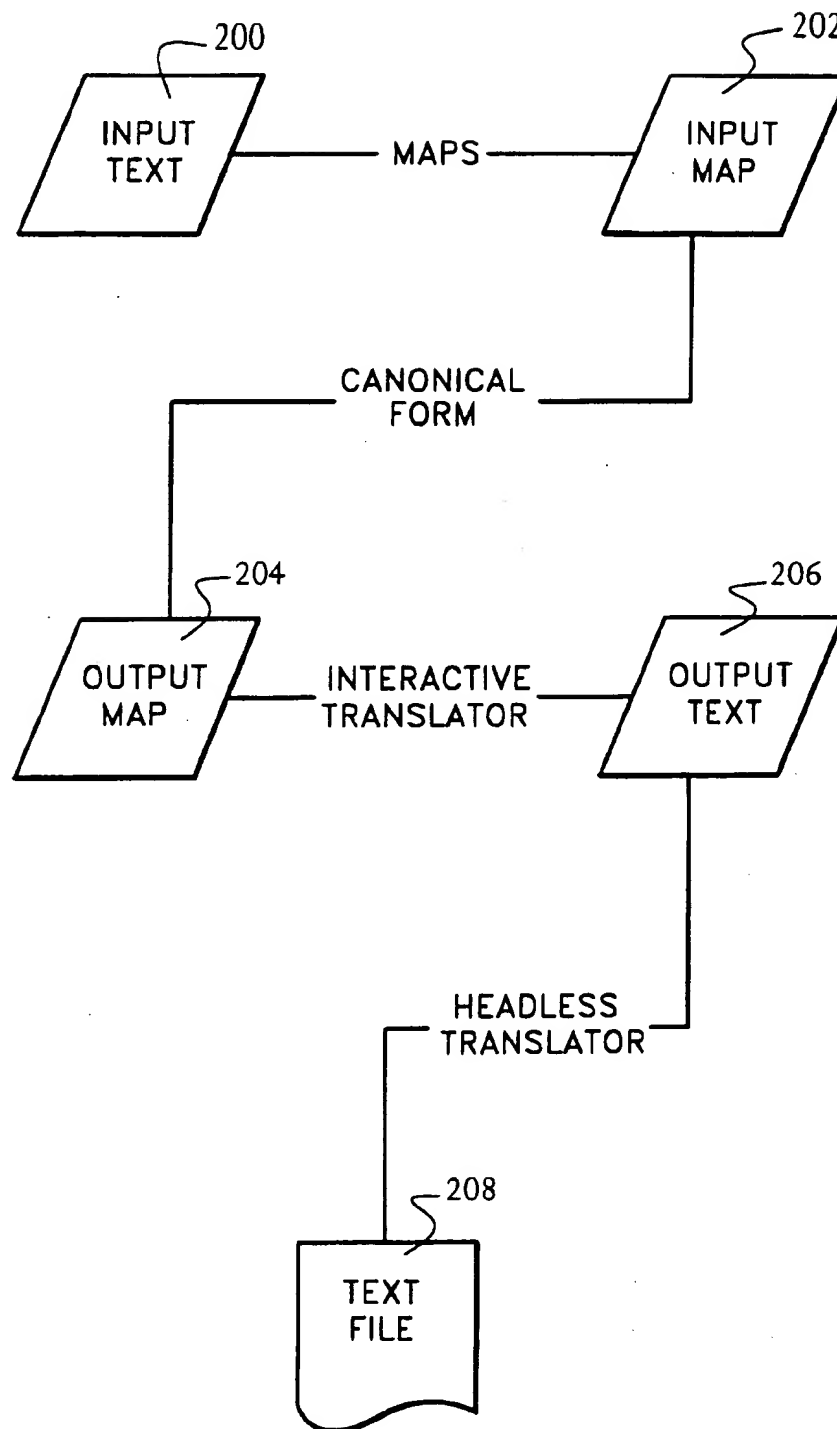 200
202
INPUT
TEXT
MAPS
INPUT
MAP
CANONICAL
FORM
204
206
OUTPUT
MAP
INTERACTIVE
TRANSLATOR
OUTPUT
TEXT
HEADLESS
TRANSLATOR
208
TEXT
FILE